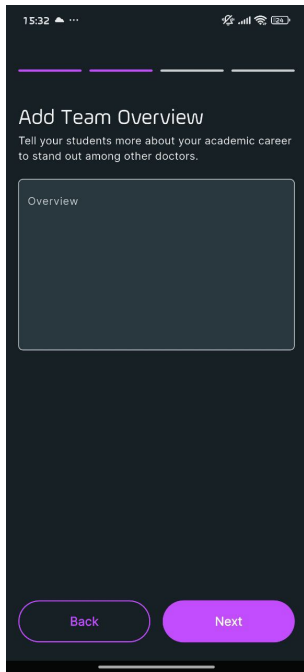 15:32
24
Add Team Overview
Tell your students more about your academic career
to stand out among other doctors.
Overview
Back
Next